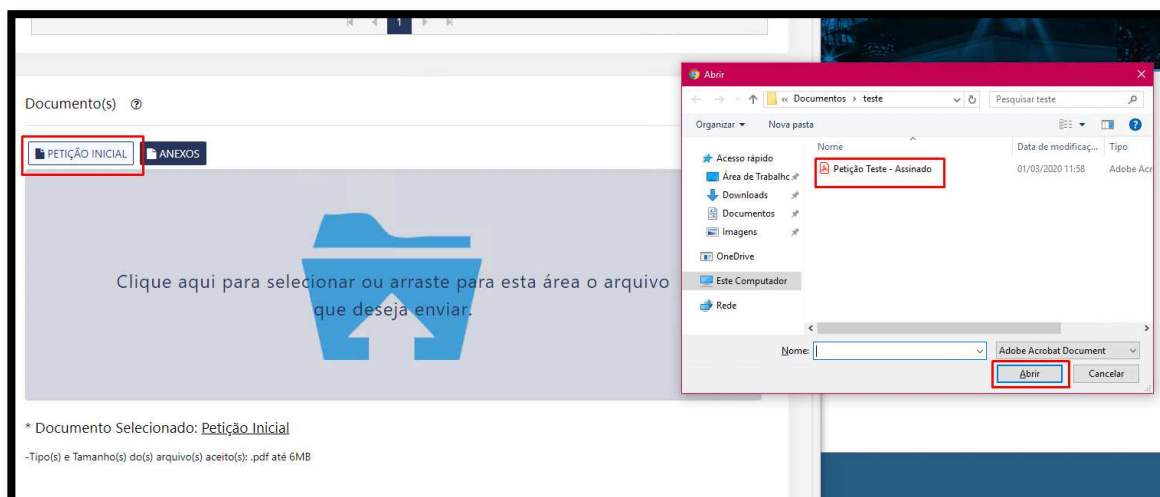 1
Documento(s)
PETIÇÃO INICIAL
ANEXOS
Clique aqui para selecionar ou arraste para esta área o arquivo
que deseja enviar.
* Documento Selecionado: Petição Inicial
-Tipo(s) e Tamanho(s) do(s) arquivo(s) aceito(s): .pdf até 6MB
Abrir
« Documentos › teste
Pesquisar teste
Organizar
Nova pasta
Nome
Data de modificaç...
Tipo
Acesso rápido
Petição Teste - Assinado
01/03/2020 11:58
Adobe Acr
Área de Trabalho
Downloads
Documentos
Imagens
OneDrive
Este Computador
Rede
Nome:
Adobe Acrobat Document
Abrir
Cancelar